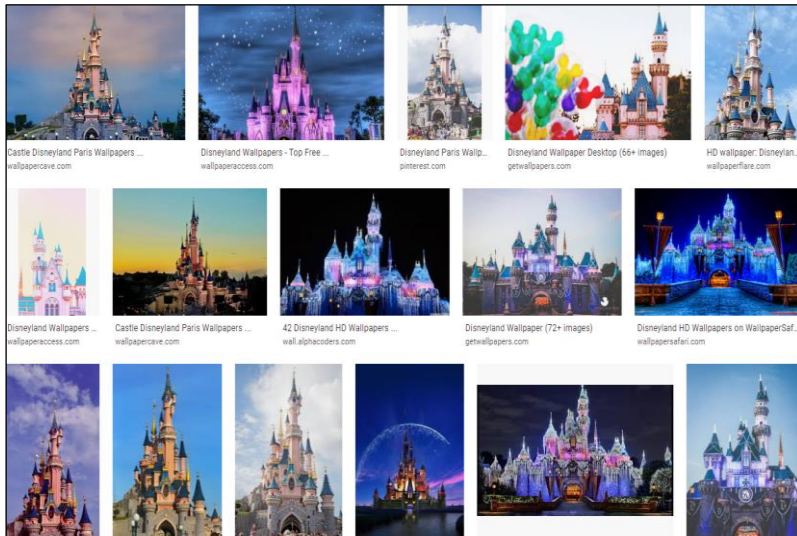 Castle Disneyland Paris Wallpapers ...
wallpapercave.com
Disneyland Wallpapers - Top Free ...
wallpaperaccess.com
Disneyland Paris Wallp...
pinterest.com
Disneyland Wallpaper Desktop (66+ images)
getwallpapers.com
HD wallpaper: Disneylan...
wallpaperflare.com
Disneyland Wallpapers ...
wallpaperaccess.com
Castle Disneyland Paris Wallpapers ...
wallpapercave.com
42 Disneyland HD Wallpapers ...
wall.alphacoders.com
Disneyland Wallpaper (72+ images)
getwallpapers.com
Disneyland HD Wallpapers on WallpaperSaf...
wallpapersafari.com